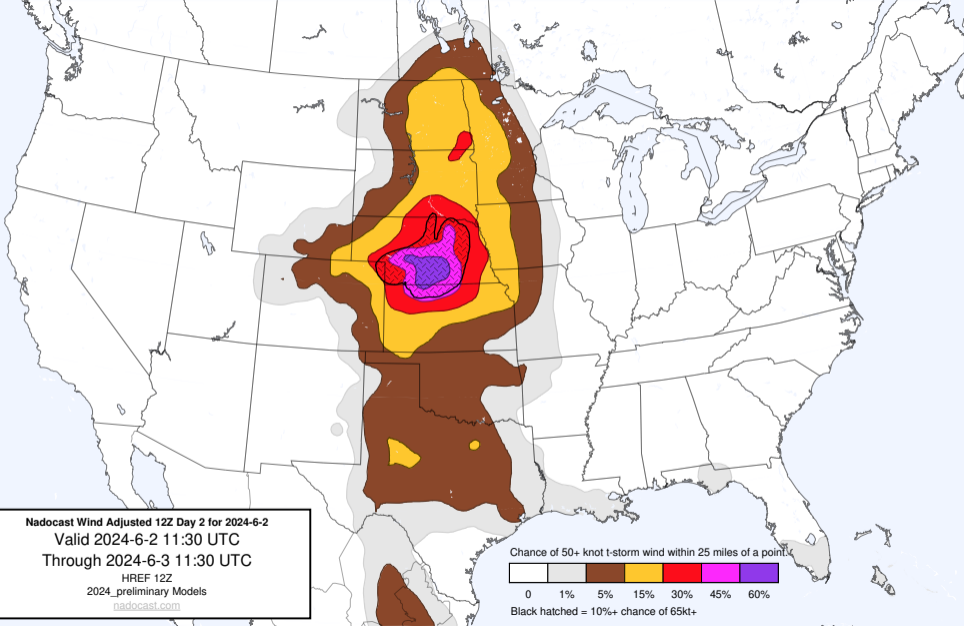 Nadocast Wind Adjusted 12Z Day 2 for 2024-6-2
Valid 2024-6-2 11:30 UTC
Through 2024-6-3 11:30 UTC
HREF 12Z
2024_preliminary Models
nadocast.com
Chance of 50+ knot t-storm wind within 25 miles of a point.
0 1% 5% 15% 30% 45% 60%
Black hatched = 10%+ chance of 65kt+